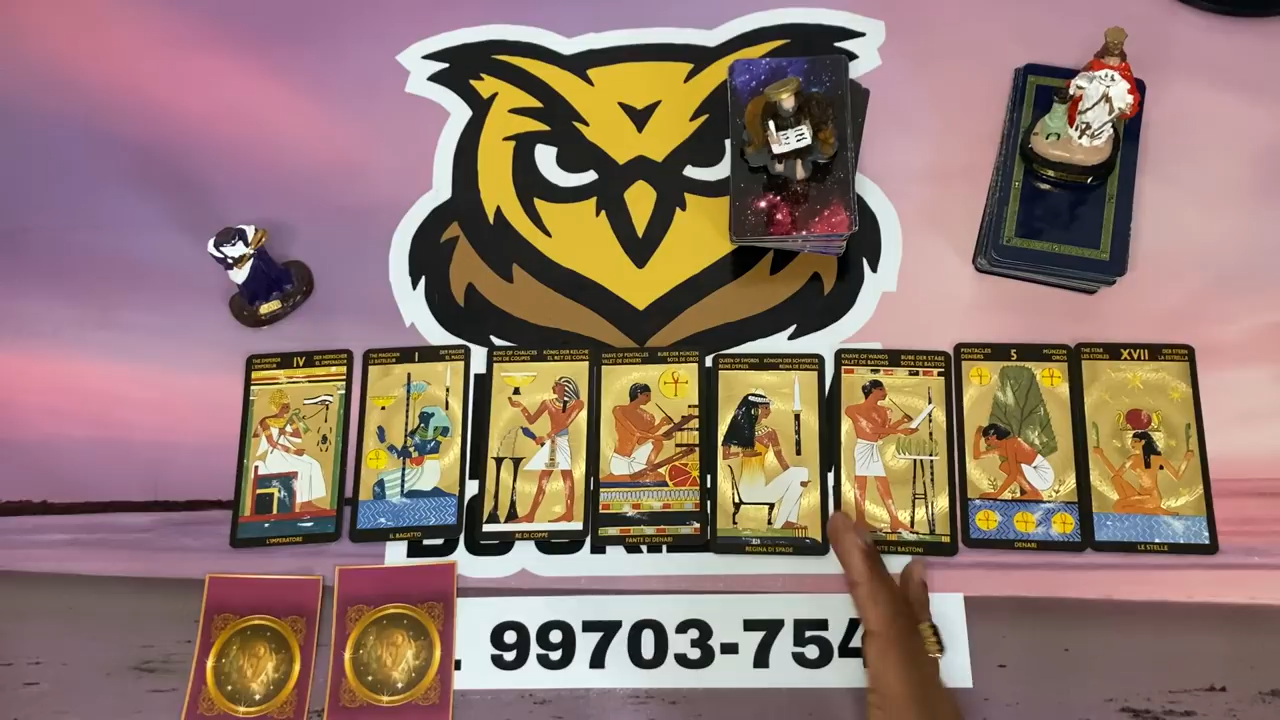 THE EMPEROR
L'EMPEREUR
IV
DER HERRSCHER
EL EMPERADOR
L'IMPERATORE
THE MAGICIAN
LE BATELEUR
I
DER MAGIER
EL MAGO
IL BAGATTO
KING OF CHALICES
ROI DE COUPES
KÖNIG DER KELCHE
EL REY DE COPAS
RE DI COPPE
KNAVE OF PENTACLES
VALET DE DENIERS
BUBE DER MÜNZEN
SOTA DE OROS
FANTE DI DENARI
QUEEN OF SWORDS
REINE D'EPEES
KÖNIGIN DER SCHWERTER
REINA DE ESPADAS
REGINA DI SPADE
KNAVE OF WANDS
VALET DE BATONS
BUBE DER STÄBE
SOTA DE BASTOS
NTE DI BASTONI
PENTACLES
DENIERS
5
MÜNZEN
OROS
DENARI
THE STAR
LES ETOILES
XVII
DER STERN
LA ESTRELLA
LE STELLE
99703-754